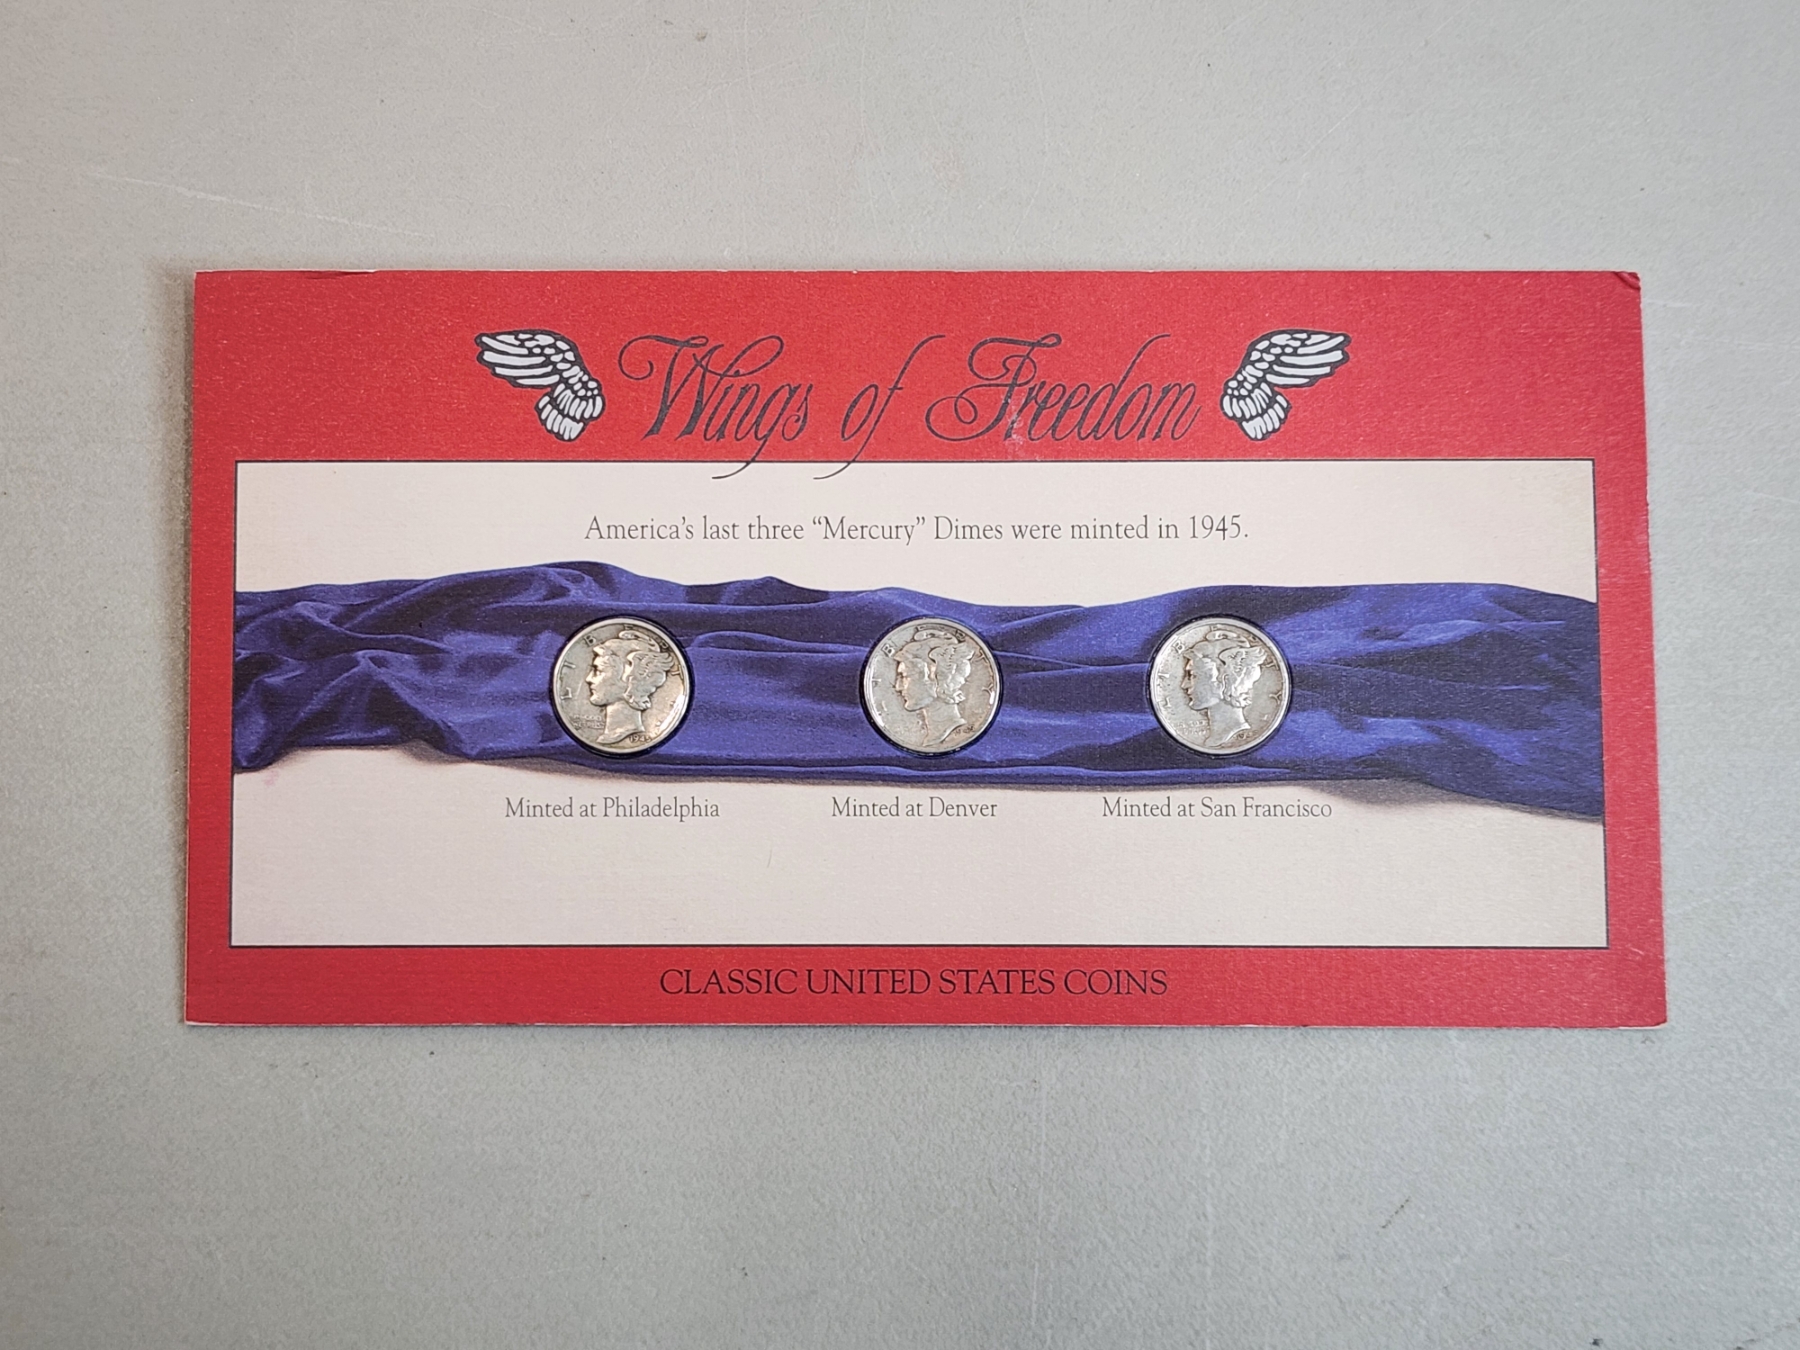 Wings of Freedom
America's last three “Mercury” Dimes were minted in 1945.
Minted at Philadelphia
Minted at Denver
Minted at San Francisco
CLASSIC UNITED STATES COINS